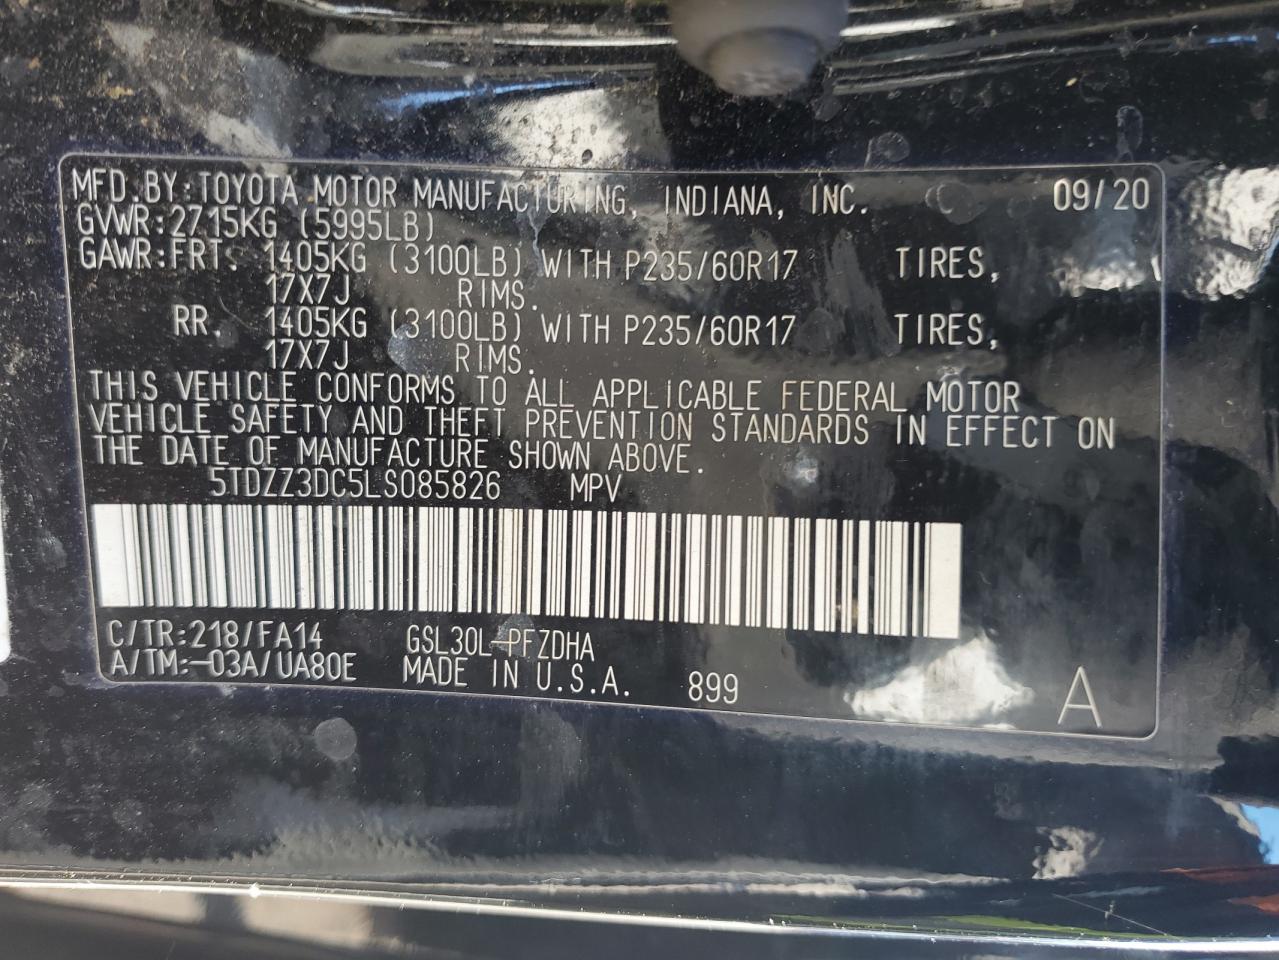 MFD.BY:TOYOTA MOTOR MANUFACTURING, INDIANA, INC. 09/20
GVWR:2715KG (5995LB)
GAWR:FRT. 1405KG (3100LB) WITH P235/60R17 TIRES,
17X7J RIMS.
RR. 1405KG (3100LB) WITH P235/60R17 TIRES,
17X7J RIMS.
THIS VEHICLE CONFORMS TO ALL APPLICABLE FEDERAL MOTOR
VEHICLE SAFETY AND THEFT PREVENTION STANDARDS IN EFFECT ON
THE DATE OF MANUFACTURE SHOWN ABOVE.
5TDZZ3DC5LS085826 MPV
C/TR:218/FA14 GSL30L-PFZDHA
A/TM:-03A/UA80E MADE IN U.S.A. 899 A